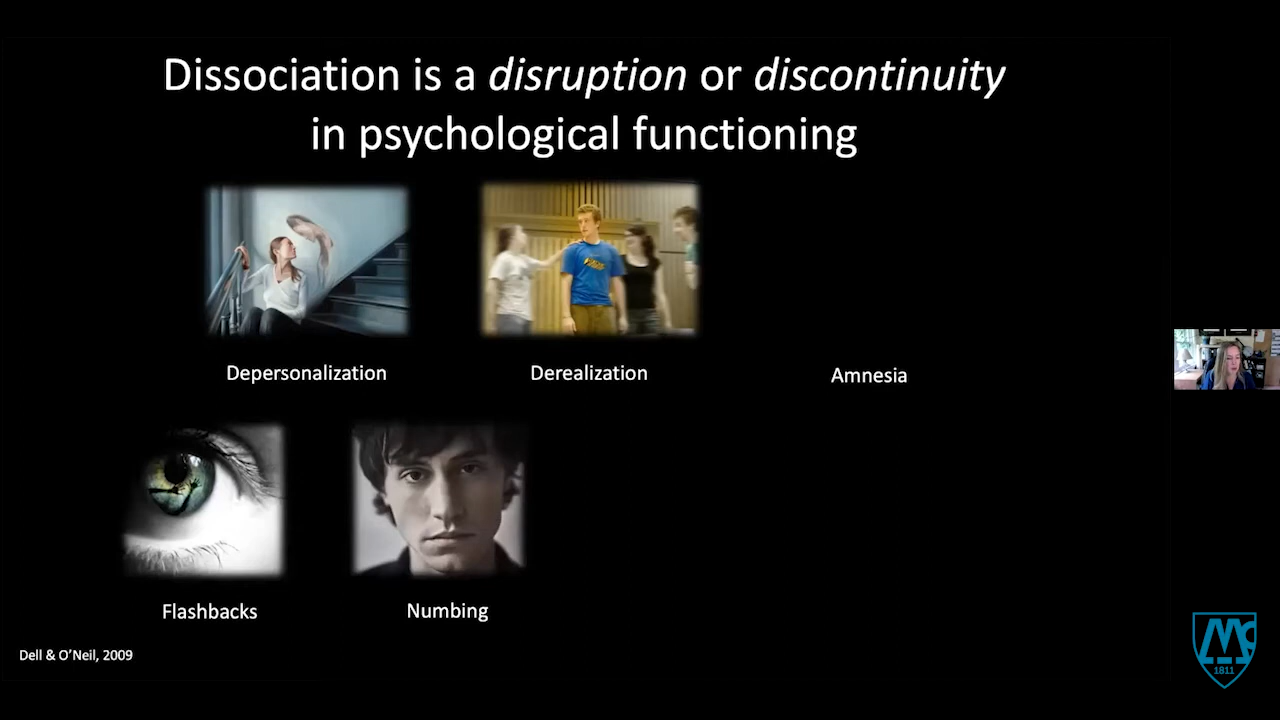 Dissociation is a disruption or discontinuity
in psychological functioning
Depersonalization
Derealization
Amnesia
Flashbacks
Numbing
Dell & O’Neil, 2009
1811